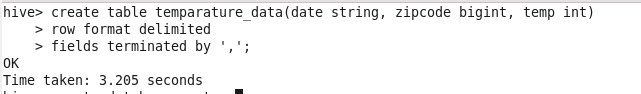 hive> create table temparature_data(date string, zipcode bigint, temp int)
    > row format delimited
    > fields terminated by ',';
OK
Time taken: 3.205 seconds